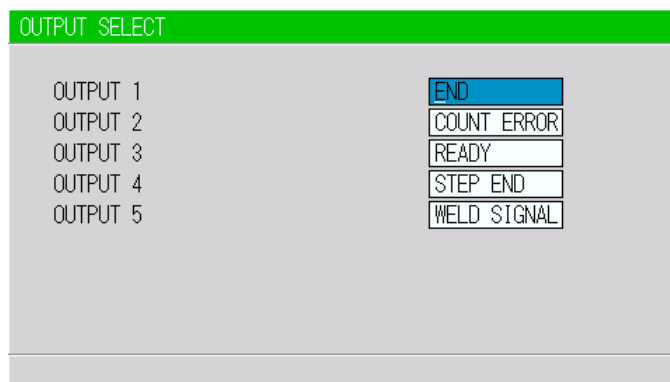 OUTPUT SELECT
OUTPUT 1 END
OUTPUT 2 COUNT ERROR
OUTPUT 3 READY
OUTPUT 4 STEP END
OUTPUT 5 WELD SIGNAL